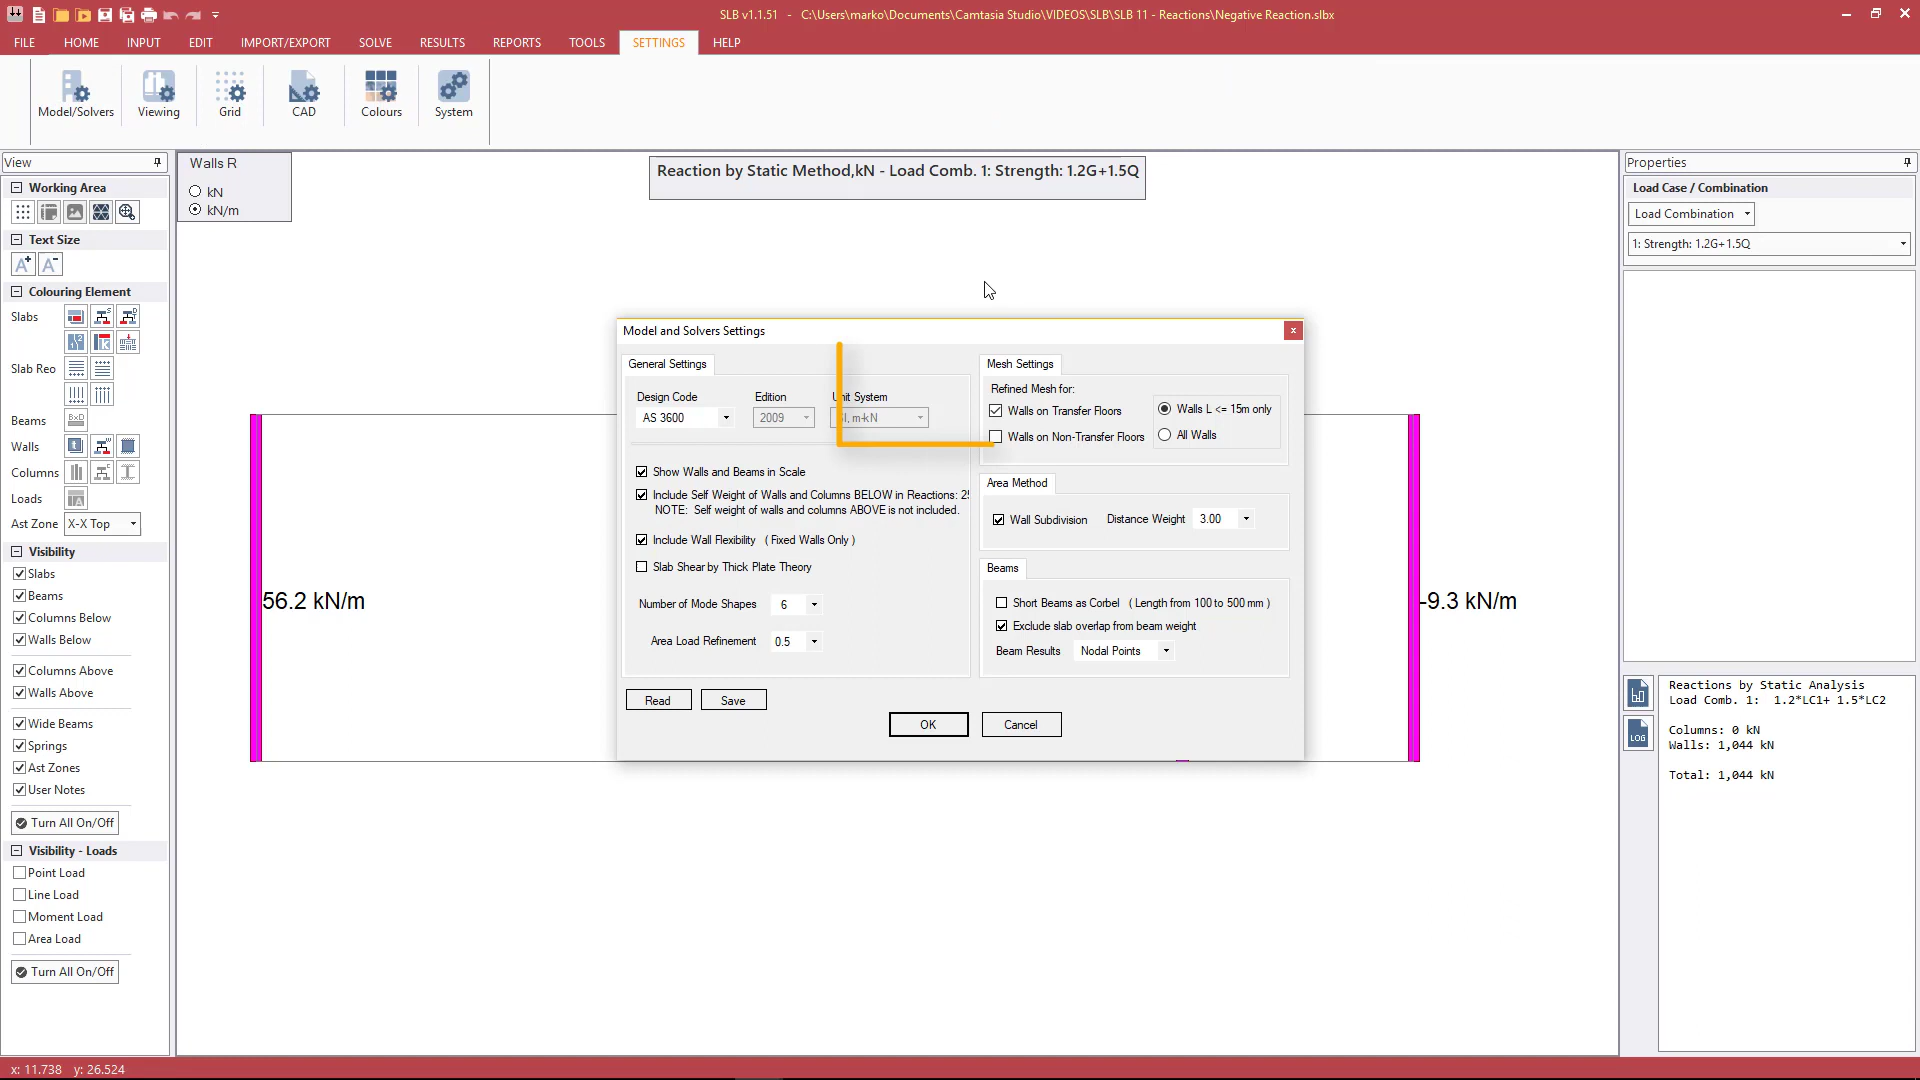 SLB v1.1.51 - C:\Users\marko\Documents\Camtasia Studio\VIDEOS\SLB\SLB 11 - Reactions\Negative Reaction.slbx
FILE HOME INPUT EDIT IMPORT/EXPORT SOLVE RESULTS REPORTS TOOLS SETTINGS HELP
Model/Solvers Viewing Grid CAD Colours System
View
Working Area
Text Size
A+ A-
Colouring Element
Slabs
Slab Reo
Beams
BxD
Walls
Columns
Loads
Ast Zone X-X Top
Visibility
Slabs
Beams
Columns Below
Walls Below
Columns Above
Walls Above
Wide Beams
Springs
Ast Zones
User Notes
Turn All On/Off
Visibility - Loads
Point Load
Line Load
Moment Load
Area Load
Turn All On/Off
Walls R
kN
kN/m
Reaction by Static Method,kN - Load Comb. 1: Strength: 1.2G+1.5Q
56.2 kN/m
-9.3 kN/m
Model and Solvers Settings
x
General Settings
Design Code Edition Unit System
AS 3600 2009 SI, m-kN
Show Walls and Beams in Scale
Include Self Weight of Walls and Columns BELOW in Reactions:
NOTE: Self weight of walls and columns ABOVE is not included.
Include Wall Flexibility ( Fixed Walls Only )
Slab Shear by Thick Plate Theory
Number of Mode Shapes 6
Area Load Refinement 0.5
Mesh Settings
Refined Mesh for:
Walls on Transfer Floors
Walls on Non-Transfer Floors
Walls L <= 15m only
All Walls
Area Method
Wall Subdivision Distance Weight 3.00
Beams
Short Beams as Corbel ( Length from 100 to 500 mm )
Exclude slab overlap from beam weight
Beam Results Nodal Points
Read Save
OK Cancel
Properties
Load Case / Combination
Load Combination
1: Strength: 1.2G+1.5Q
LOG
Reactions by Static Analysis
Load Comb. 1: 1.2*LC1+ 1.5*LC2
Columns: 0 kN
Walls: 1,044 kN
Total: 1,044 kN
x: 11.738 y: 26.524